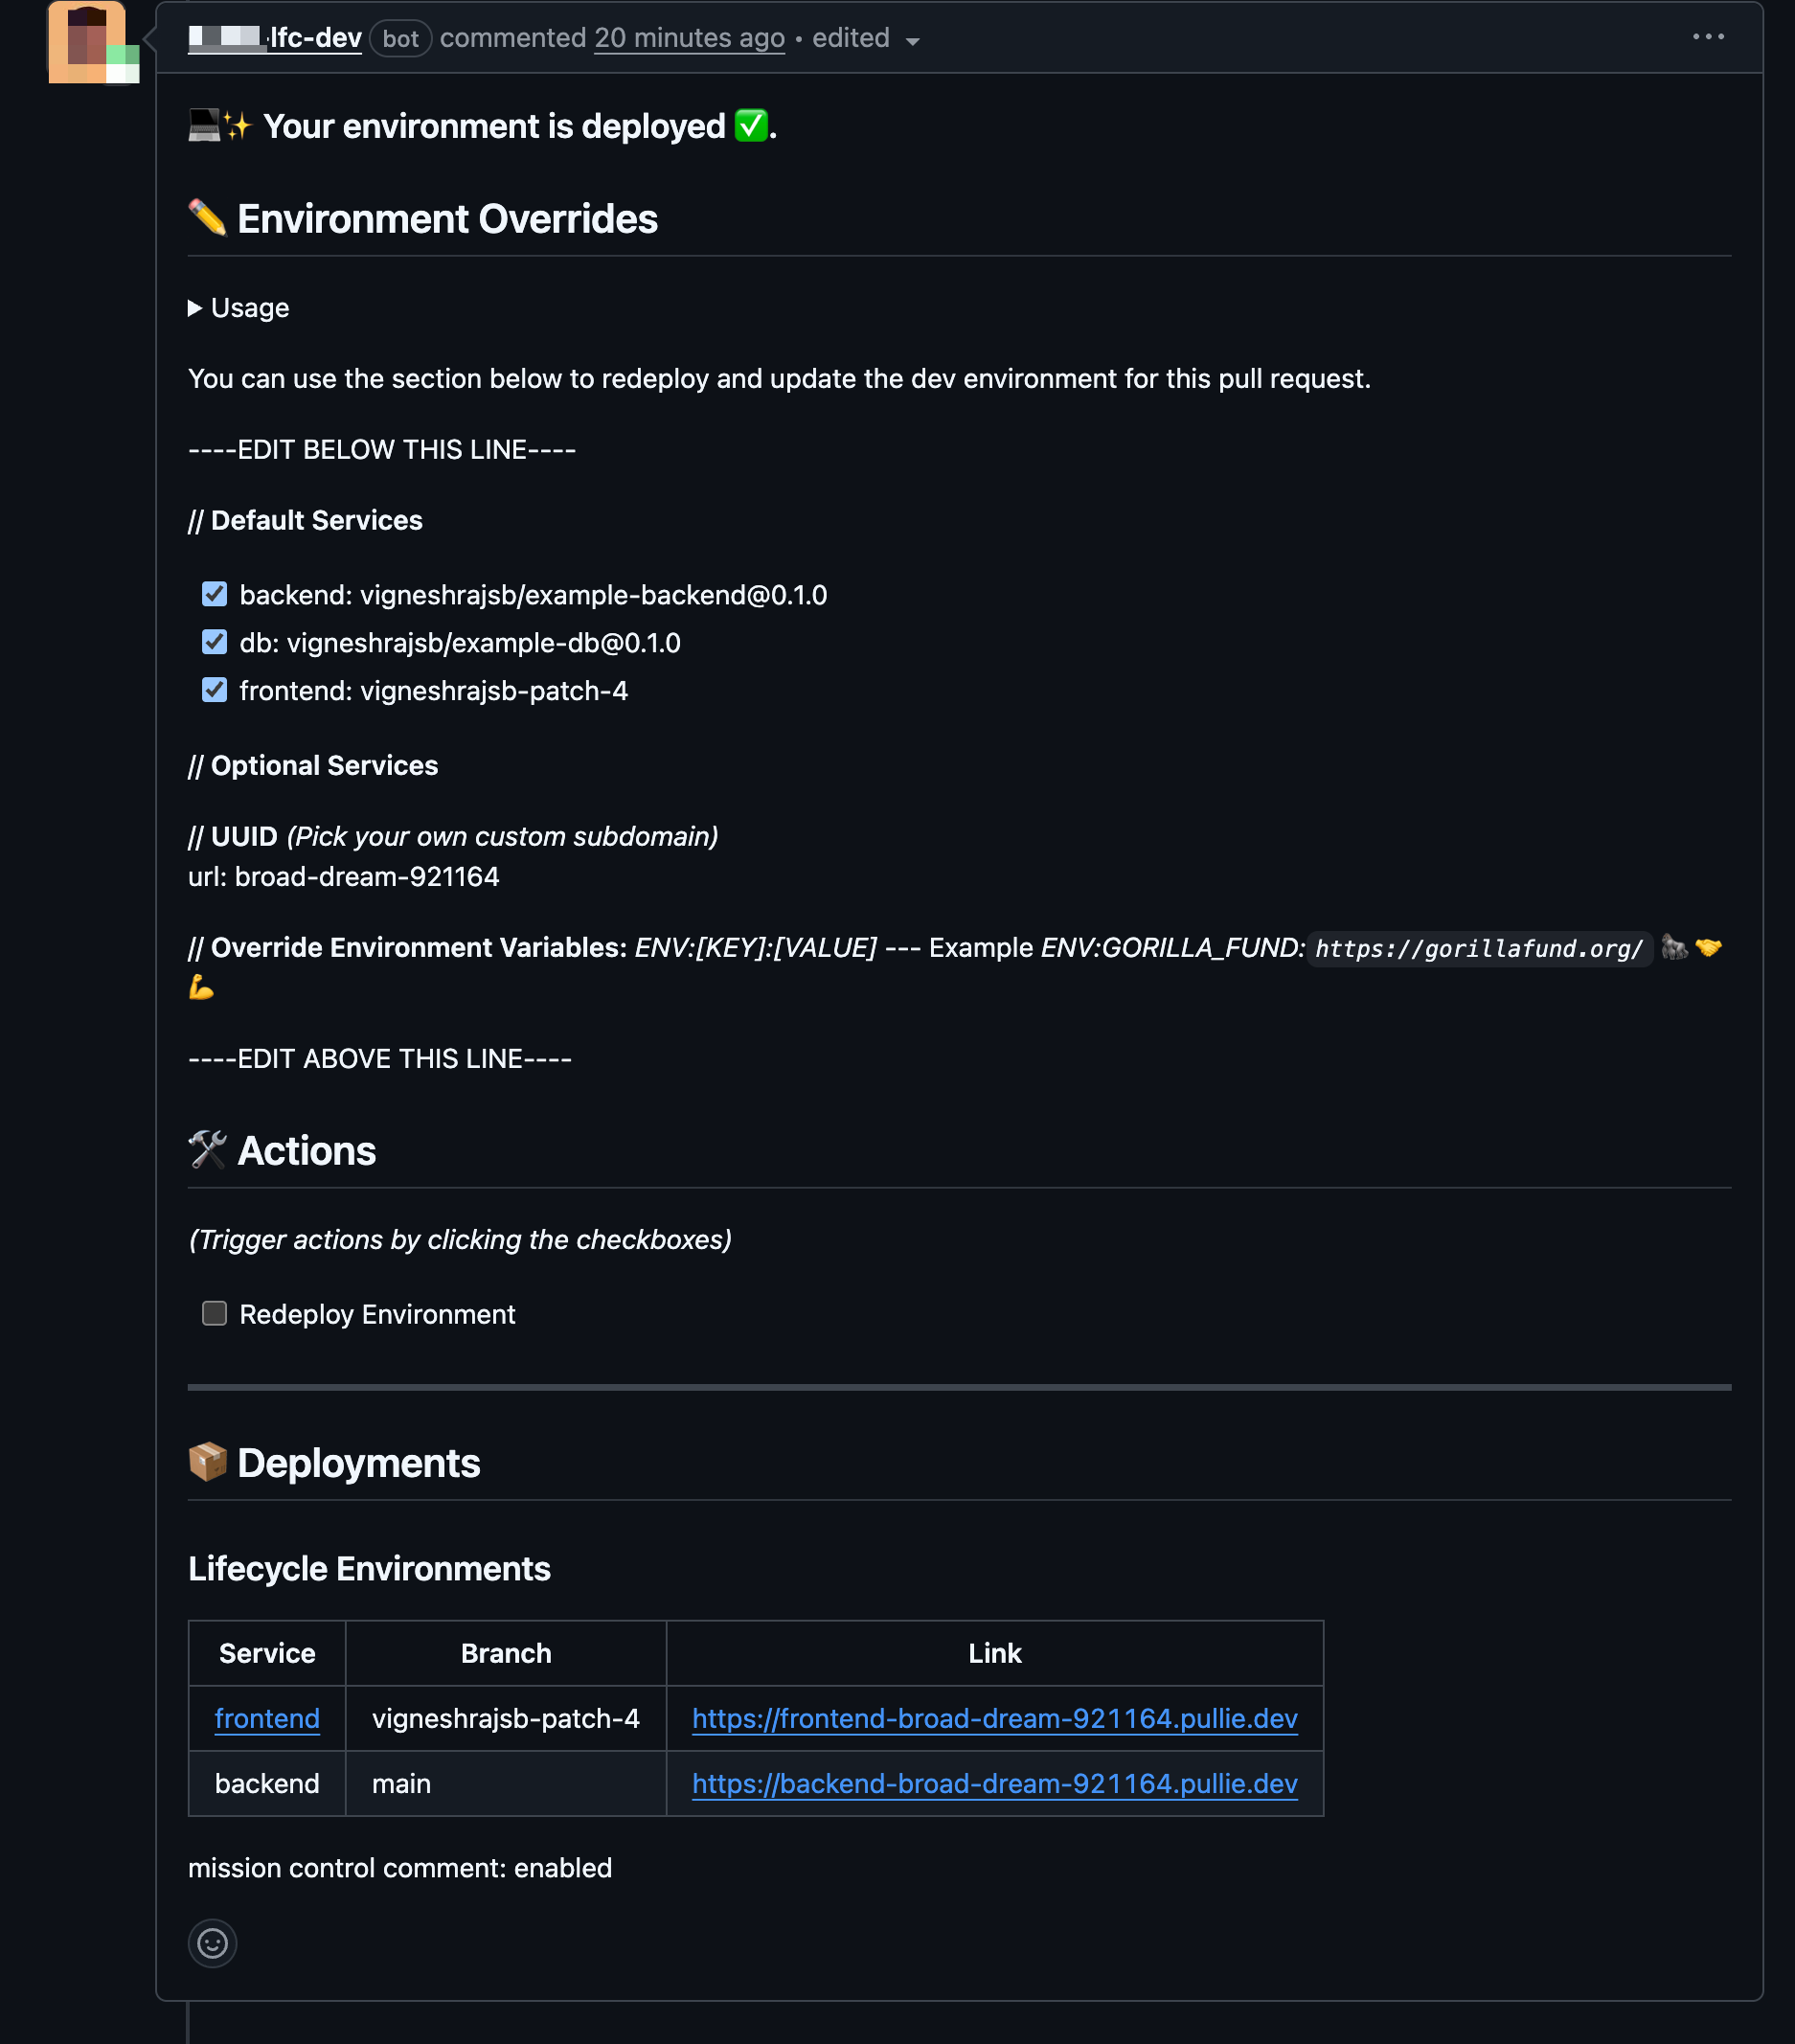 -lfc-dev bot commented 20 minutes ago • edited
💻✨ Your environment is deployed ✅.
✏️ Environment Overrides
▶ Usage
You can use the section below to redeploy and update the dev environment for this pull request.
----EDIT BELOW THIS LINE----
// Default Services
backend: vigneshrajsb/example-backend@0.1.0
db: vigneshrajsb/example-db@0.1.0
frontend: vigneshrajsb-patch-4
// Optional Services
// UUID (Pick your own custom subdomain)
url: broad-dream-921164
// Override Environment Variables: ENV:[KEY]:[VALUE] --- Example ENV:GORILLA_FUND: https://gorillafund.org/ 🦍🤝
💪
----EDIT ABOVE THIS LINE----
🛠️ Actions
(Trigger actions by clicking the checkboxes)
Redeploy Environment
📦 Deployments
Lifecycle Environments
Service Branch Link
frontend vigneshrajsb-patch-4 https://frontend-broad-dream-921164.pullie.dev
backend main https://backend-broad-dream-921164.pullie.dev
mission control comment: enabled